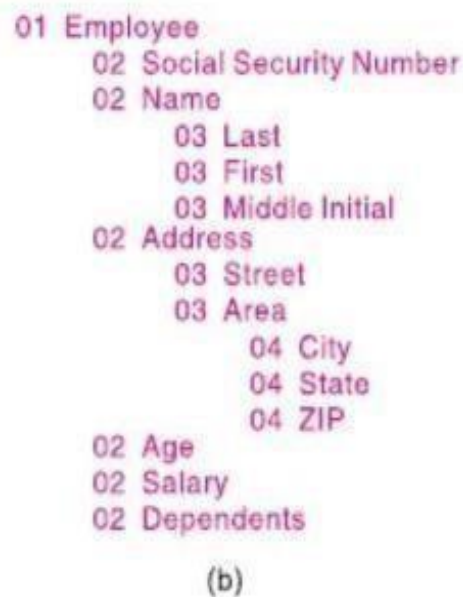 01 Employee
02 Social Security Number
02 Name
03 Last
03 First
03 Middle Initial
02 Address
03 Street
03 Area
04 City
04 State
04 ZIP
02 Age
02 Salary
02 Dependents
(b)